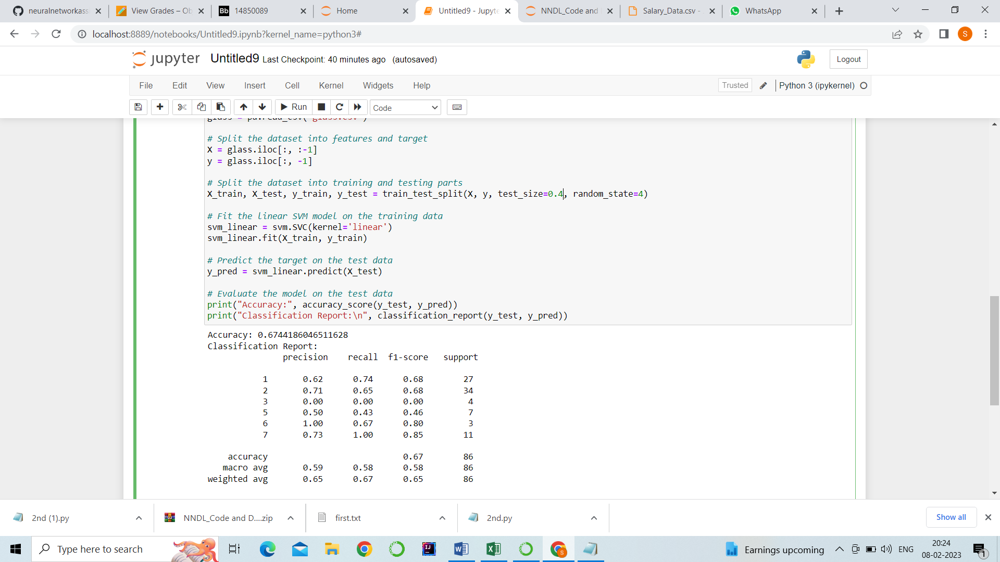 neuralnetworkass
View Grades – Ob
Bb 14850089
Home
Untitled9 - Jupyte
NNDL_Code and
Salary_Data.csv -
WhatsApp
localhost:8889/notebooks/Untitled9.ipynb?kernel_name=python3#
S
jupyter Untitled9 Last Checkpoint: 40 minutes ago (autosaved)
Logout
File Edit View Insert Cell Kernel Widgets Help
Trusted
Python 3 (ipykernel)
Run
Code
glass = pd.read_csv("glass.csv")
# Split the dataset into features and target
X = glass.iloc[:, :-1]
y = glass.iloc[:, -1]
# Split the dataset into training and testing parts
X_train, X_test, y_train, y_test = train_test_split(X, y, test_size=0.4, random_state=4)
# Fit the linear SVM model on the training data
svm_linear = svm.SVC(kernel='linear')
svm_linear.fit(X_train, y_train)
# Predict the target on the test data
y_pred = svm_linear.predict(X_test)
# Evaluate the model on the test data
print("Accuracy:", accuracy_score(y_test, y_pred))
print("Classification Report:\n", classification_report(y_test, y_pred))
Accuracy: 0.6744186046511628
Classification Report:
precision recall f1-score support
1 0.62 0.74 0.68 27
2 0.71 0.65 0.68 34
3 0.00 0.00 0.00 4
5 0.50 0.43 0.46 7
6 1.00 0.67 0.80 3
7 0.73 1.00 0.85 11
accuracy 0.67 86
macro avg 0.59 0.58 0.58 86
weighted avg 0.65 0.67 0.65 86
2nd (1).py
NNDL_Code and D....zip
first.txt
2nd.py
Show all
Type here to search
Earnings upcoming
ENG
20:24
08-02-2023
1